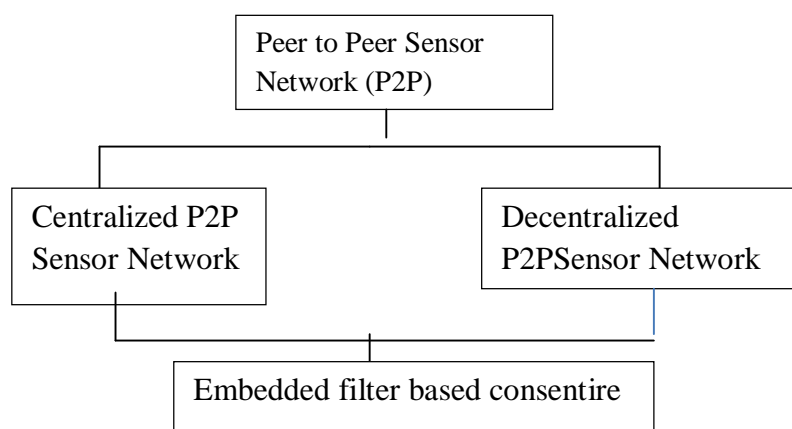 Peer to Peer Sensor
Network (P2P)
Centralized P2P
Sensor Network
Decentralized
P2PSensor Network
Embedded filter based consentire